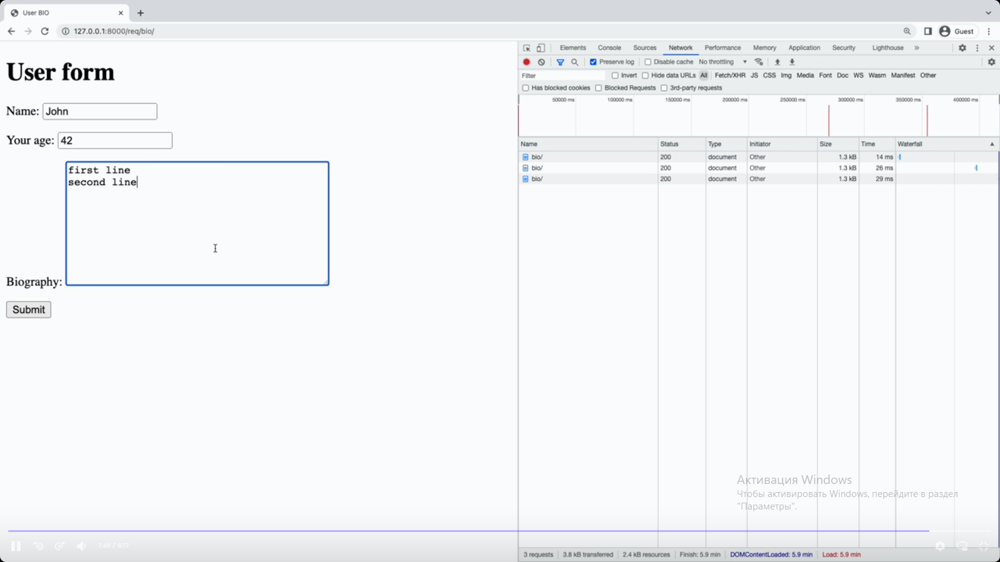 User BIO
127.0.0.1:8000/req/bio/
Guest
User form
Name: John
Your age: 42
first line
second line
Biography:
Submit
Elements Console Sources Network Performance Memory Application Security Lighthouse »
Preserve log Disable cache No throttling
Filter Invert Hide data URLs All Fetch/XHR JS CSS Img Media Font Doc WS Wasm Manifest Other
Has blocked cookies Blocked Requests 3rd-party requests
50000 ms 100000 ms 150000 ms 200000 ms 250000 ms 300000 ms 350000 ms 400000 ms
Name Status Type Initiator Size Time Waterfall
bio/ 200 document Other 1.3 kB 14 ms
bio/ 200 document Other 1.3 kB 26 ms
bio/ 200 document Other 1.3 kB 29 ms
Активация Windows
Чтобы активировать Windows, перейдите в раздел
"Параметры".
7:46 / 8:17
3 requests 3.8 kB transferred 2.4 kB resources Finish: 5.9 min DOMContentLoaded: 5.9 min Load: 5.9 min